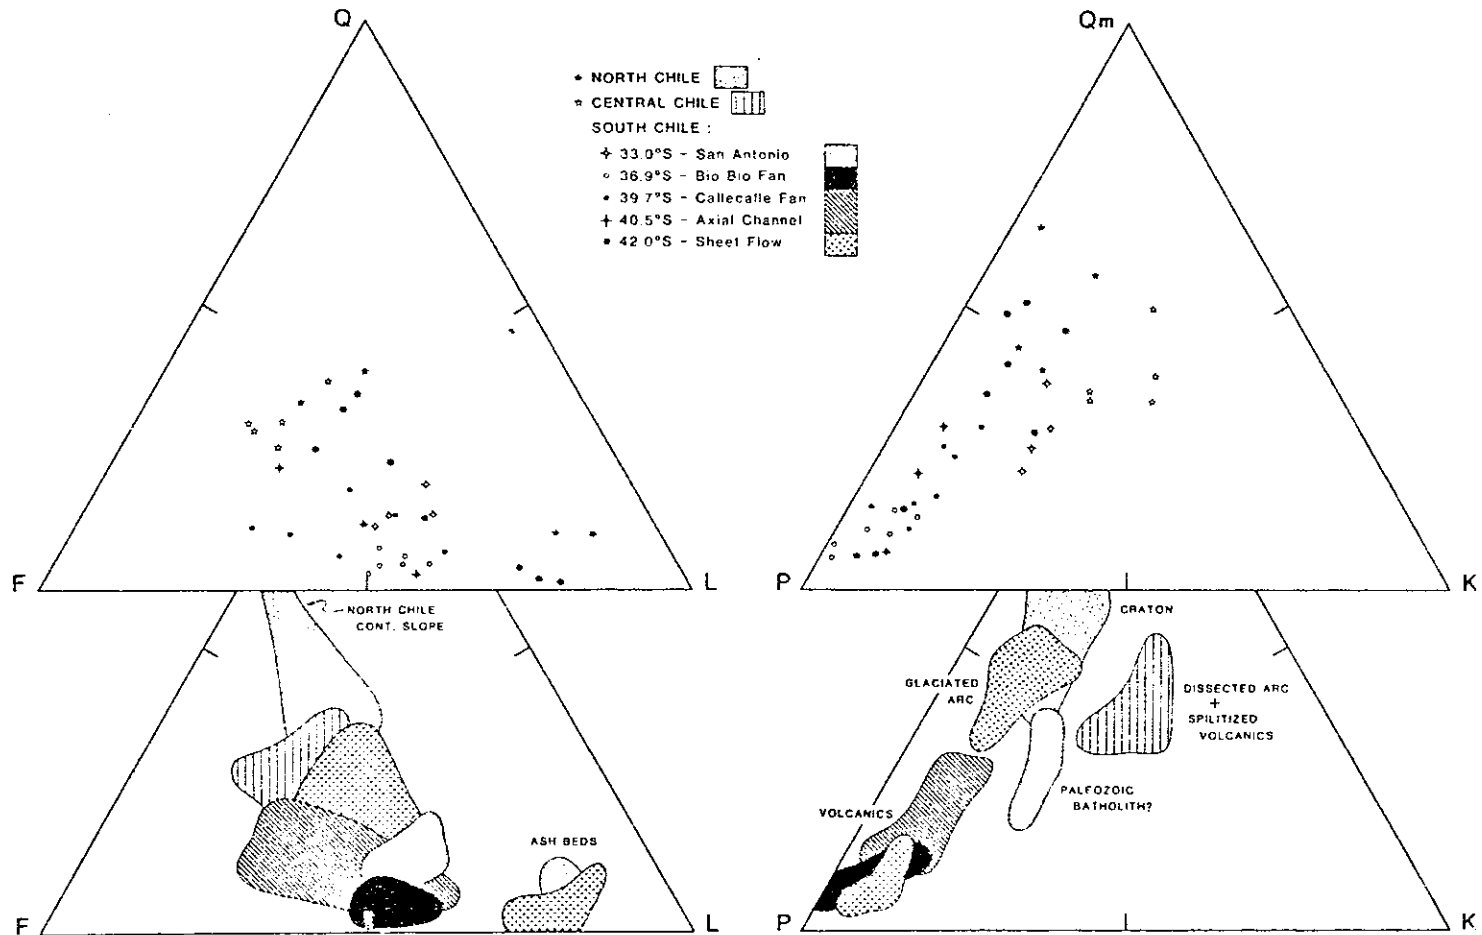 Q
Qm
★ NORTH CHILE
☆ CENTRAL CHILE
SOUTH CHILE :
33.0°S - San Antonio
36.9°S - Bio Bio Fan
39.7°S - Callecalle Fan
40.5°S - Axial Channel
42.0°S - Sheet Flow
F
L
P
K
NORTH CHILE
CONT. SLOPE
CRATON
GLACIATED
ARC
DISSECTED ARC
+
SPILITIZED
VOLCANICS
PALEOZOIC
BATHOLITH?
VOLCANICS
ASH BEDS
F
L
P
K